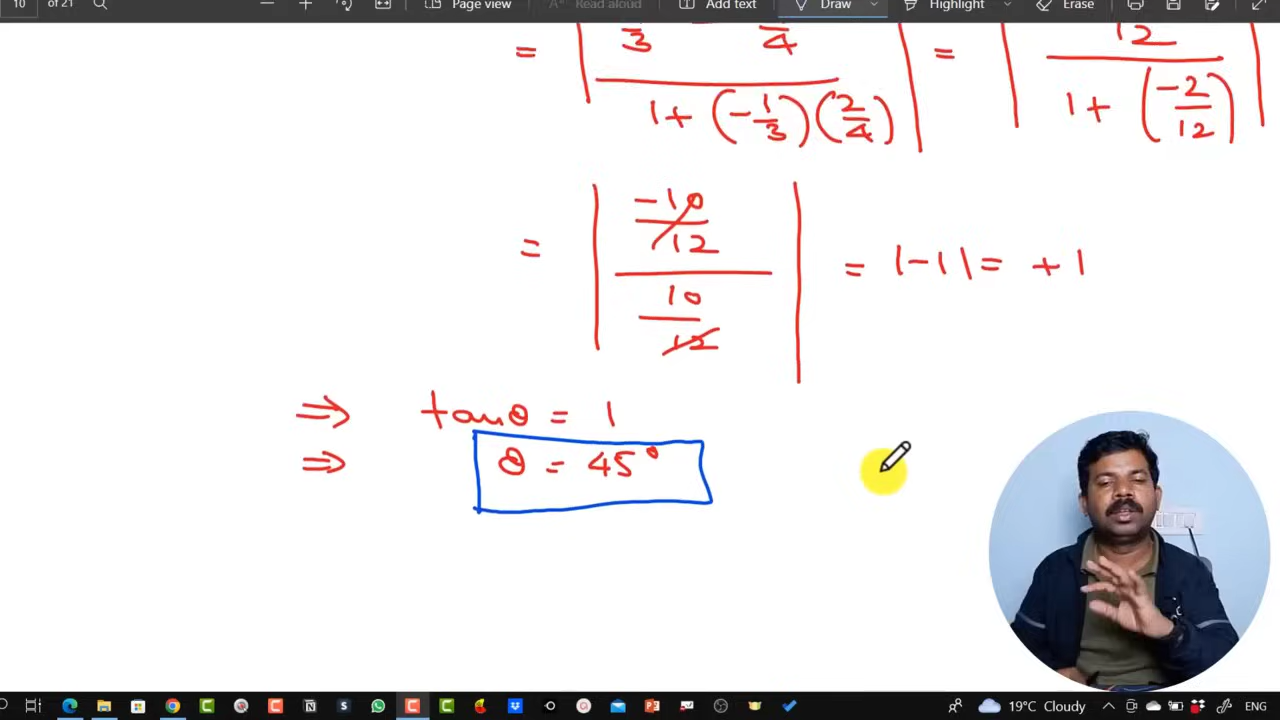 10 of 21 Page view Read aloud Add text Draw Highlight Erase
= | 3 4 | = | 12
1 + (-1/3)(2/4) | 1 + (-2/12) |
= | -10/12 / 10/12 | = |-1| = +1
⇒ tanθ = 1
⇒ θ = 45°
19°C Cloudy ENG